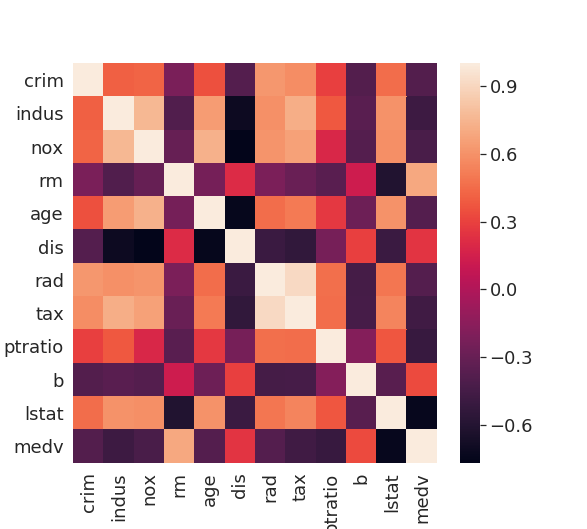 crim
indus
nox
rm
age
dis
rad
tax
ptratio
b
lstat
medv
crim
indus
nox
rm
age
dis
rad
tax
ptratio
b
lstat
medv
0.9
0.6
0.3
0.0
−0.3
−0.6